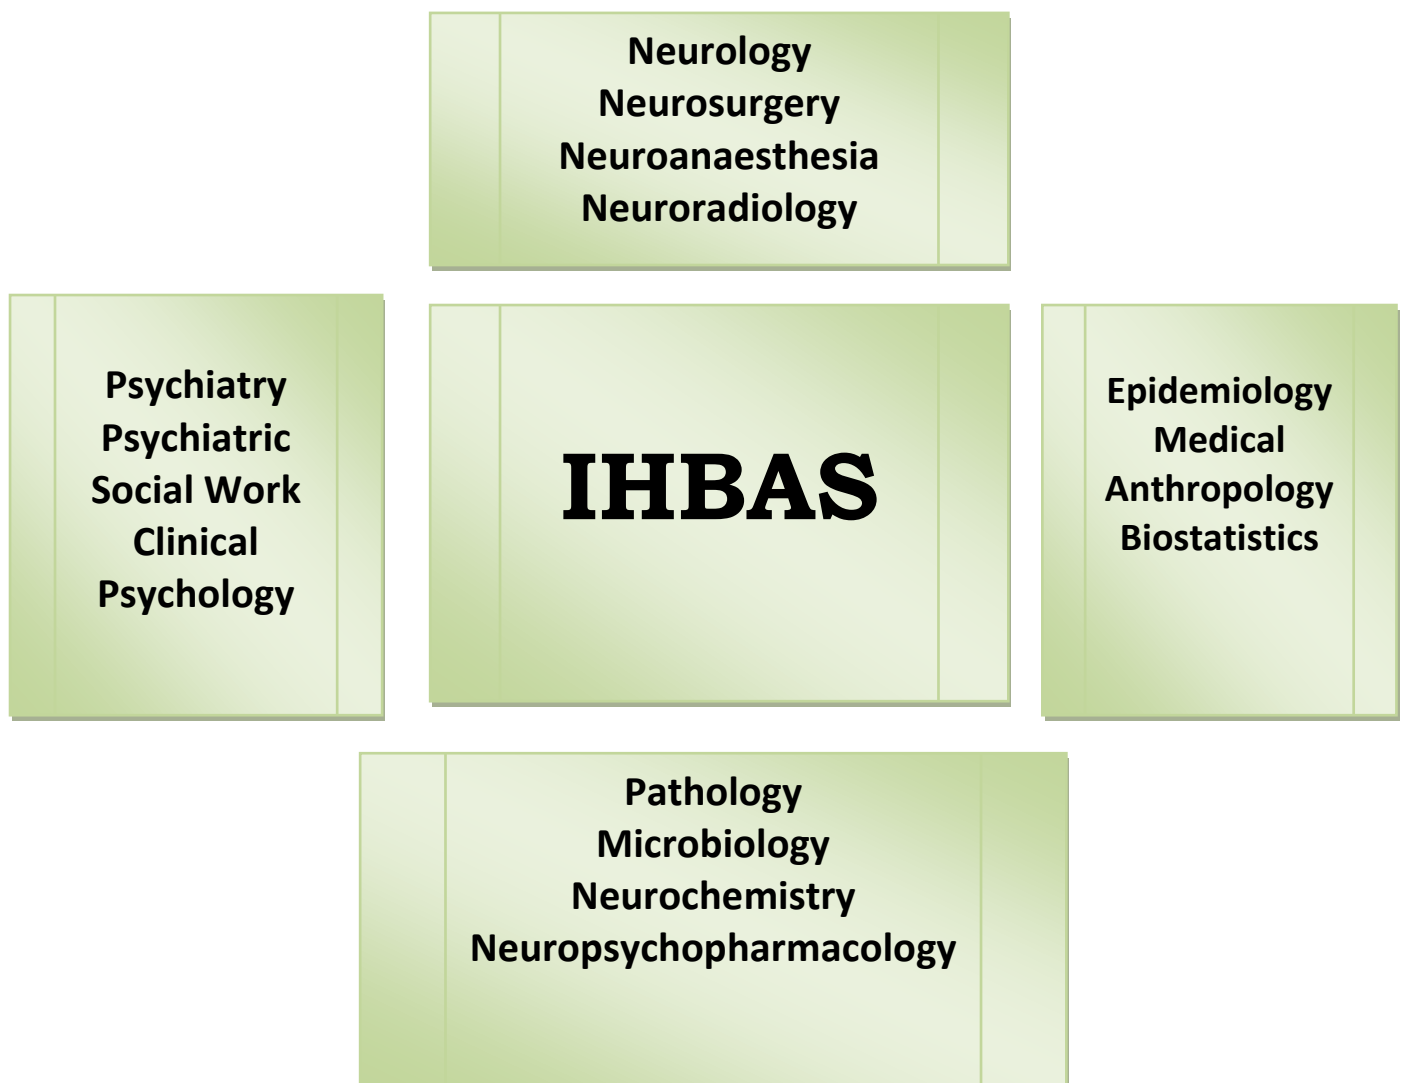 Neurology
Neurosurgery
Neuroanaesthesia
Neuroradiology
Psychiatry
Psychiatric
Social Work
Clinical
Psychology
IHBAS
Epidemiology
Medical
Anthropology
Biostatistics
Pathology
Microbiology
Neurochemistry
Neuropsychopharmacology